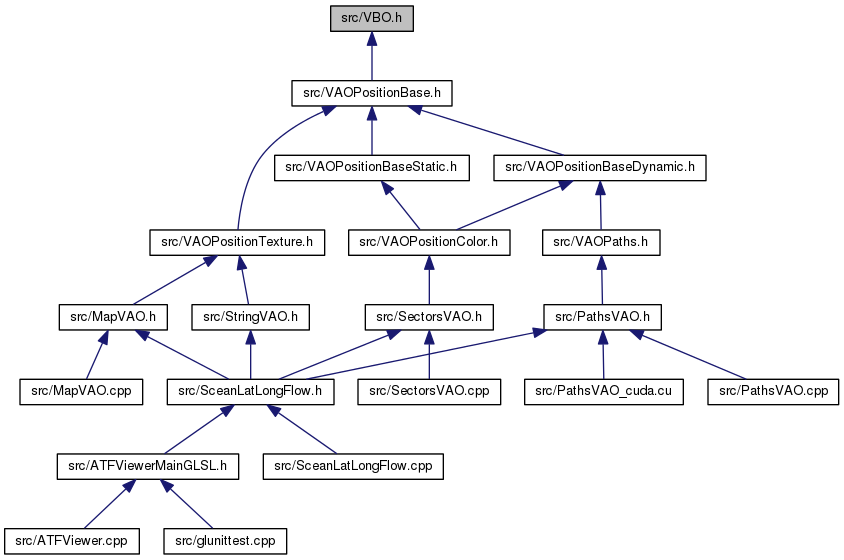 src/VBO.h
src/VAOPositionBase.h
src/VAOPositionBaseStatic.h
src/VAOPositionBaseDynamic.h
src/VAOPositionTexture.h
src/VAOPositionColor.h
src/VAOPaths.h
src/MapVAO.h
src/StringVAO.h
src/SectorsVAO.h
src/PathsVAO.h
src/MapVAO.cpp
src/SceanLatLongFlow.h
src/SectorsVAO.cpp
src/PathsVAO_cuda.cu
src/PathsVAO.cpp
src/ATFViewerMainGLSL.h
src/SceanLatLongFlow.cpp
src/ATFViewer.cpp
src/glunittest.cpp